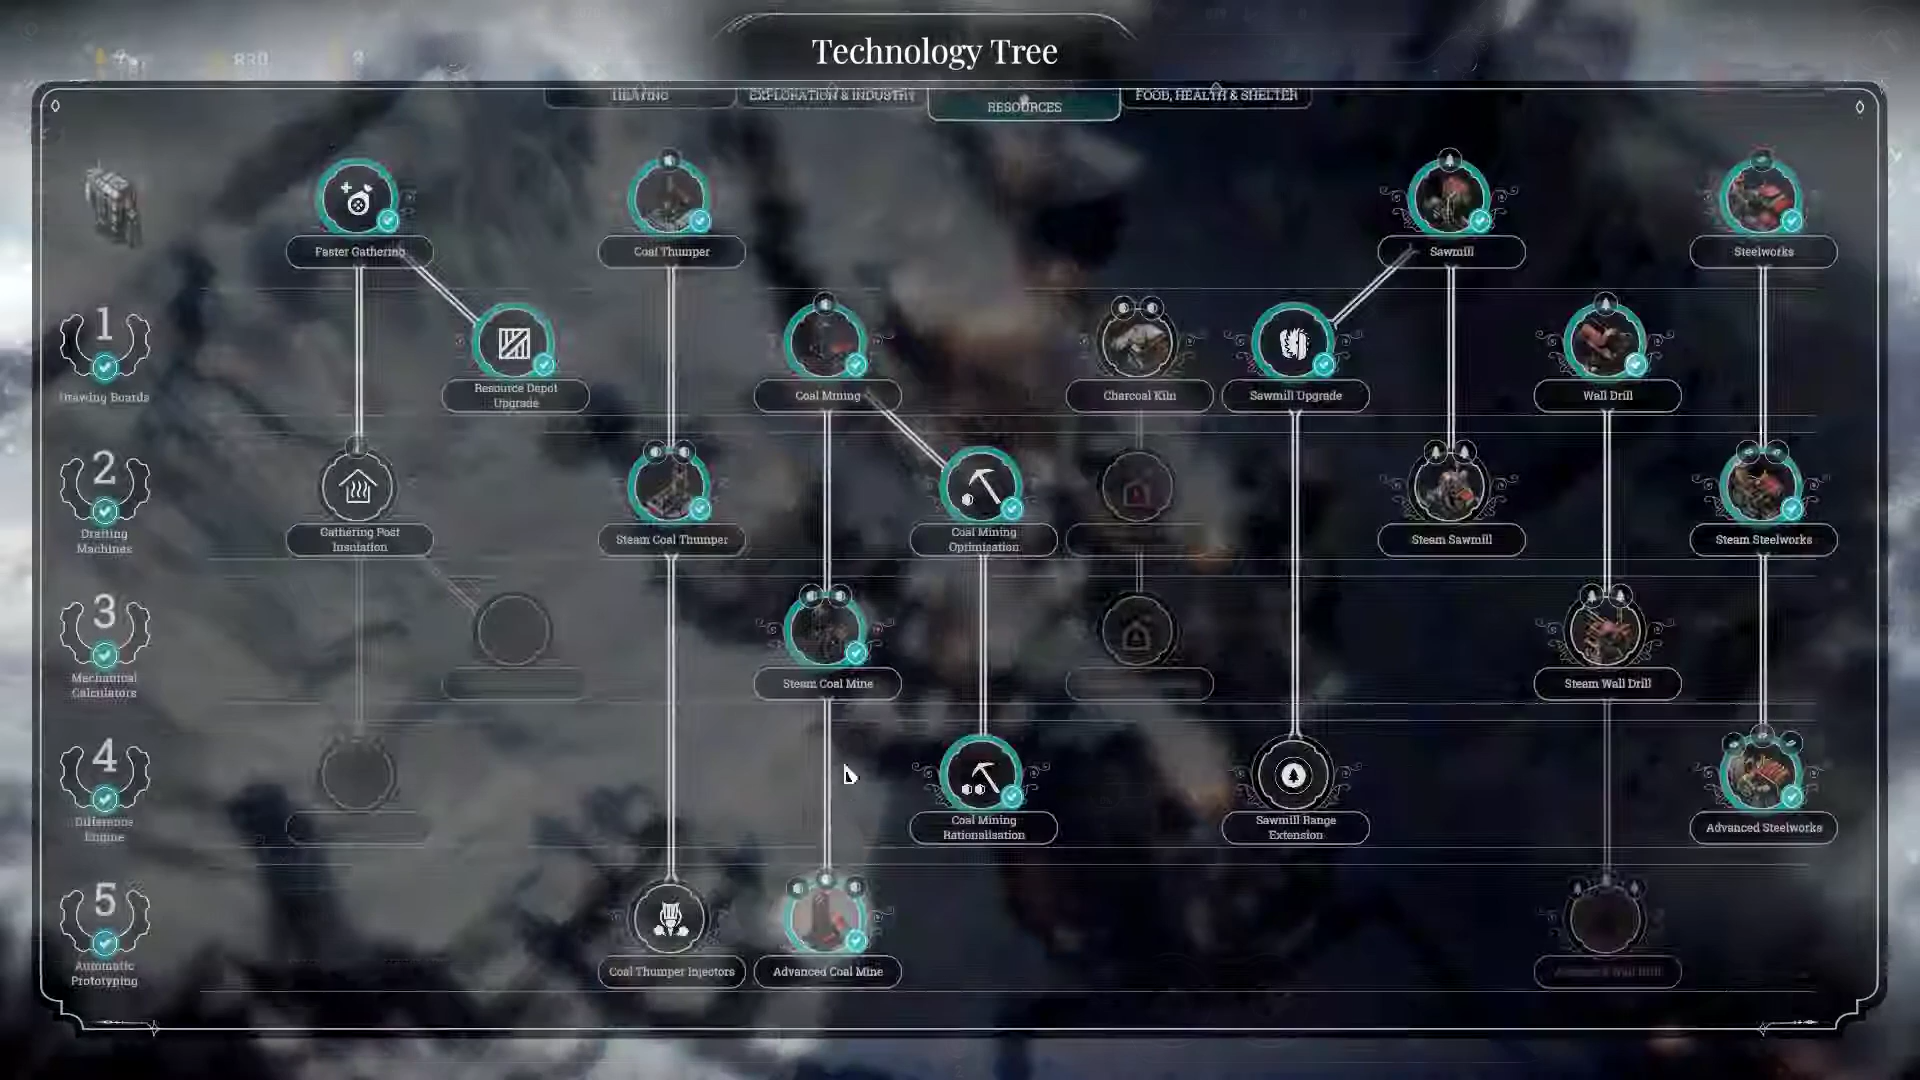 Technology Tree
HEATING
EXPLORATION & INDUSTRY
RESOURCES
FOOD, HEALTH & SHELTER
Faster Gathering
Coal Thumper
Sawmill
Steelworks
1
Drawing Boards
Resource Depot
Upgrade
Coal Mining
Charcoal Kiln
Sawmill Upgrade
Wall Drill
2
Drafting
Machines
Gathering Post
Insulation
Steam Coal Thumper
Coal Mining
Optimisation
Steam Sawmill
Steam Steelworks
3
Mechanical
Calculators
Steam Coal Mine
Steam Wall Drill
4
Difference
Engine
Coal Mining
Rationalisation
Sawmill Range
Extension
Advanced Steelworks
5
Automatic
Prototyping
Coal Thumper Injectors
Advanced Coal Mine